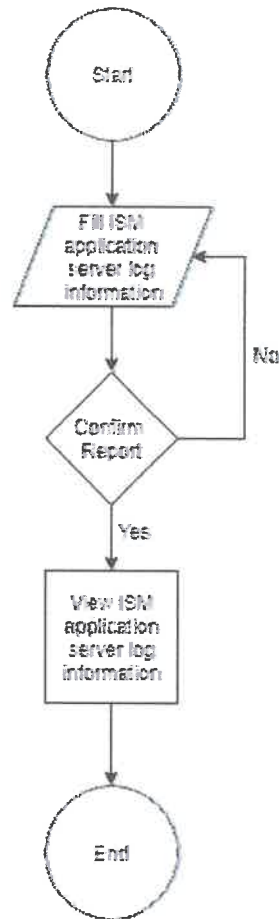 Start
Fill ISM
application
server log
information
No
Confirm
Report
Yes
View ISM
application
server log
information
End